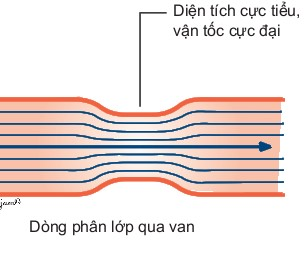 Diện tích cực tiểu,
vận tốc cực đại
Dòng phân lớp qua van